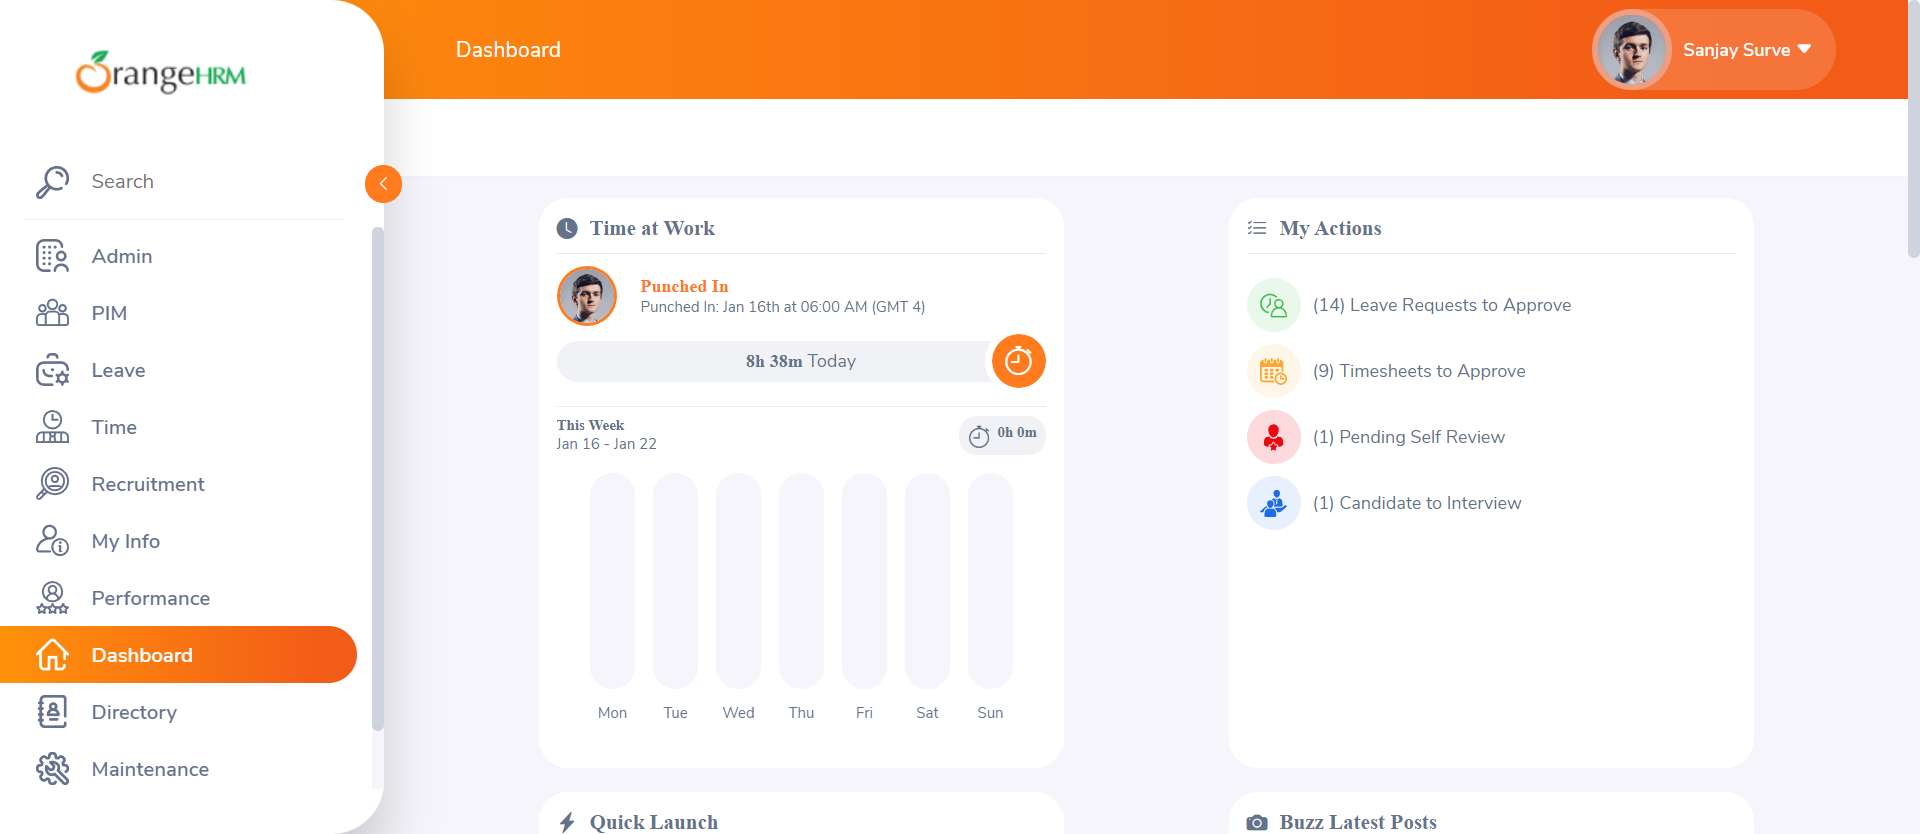 OrangeHRM
Search
Admin
PIM
Leave
Time
Recruitment
My Info
Performance
Dashboard
Directory
Maintenance
Dashboard
Sanjay Surve
Time at Work
Punched In
Punched In: Jan 16th at 06:00 AM (GMT 4)
8h 38m Today
This Week
Jan 16 - Jan 22
0h 0m
Mon Tue Wed Thu Fri Sat Sun
My Actions
(14) Leave Requests to Approve
(9) Timesheets to Approve
(1) Pending Self Review
(1) Candidate to Interview
Quick Launch
Buzz Latest Posts